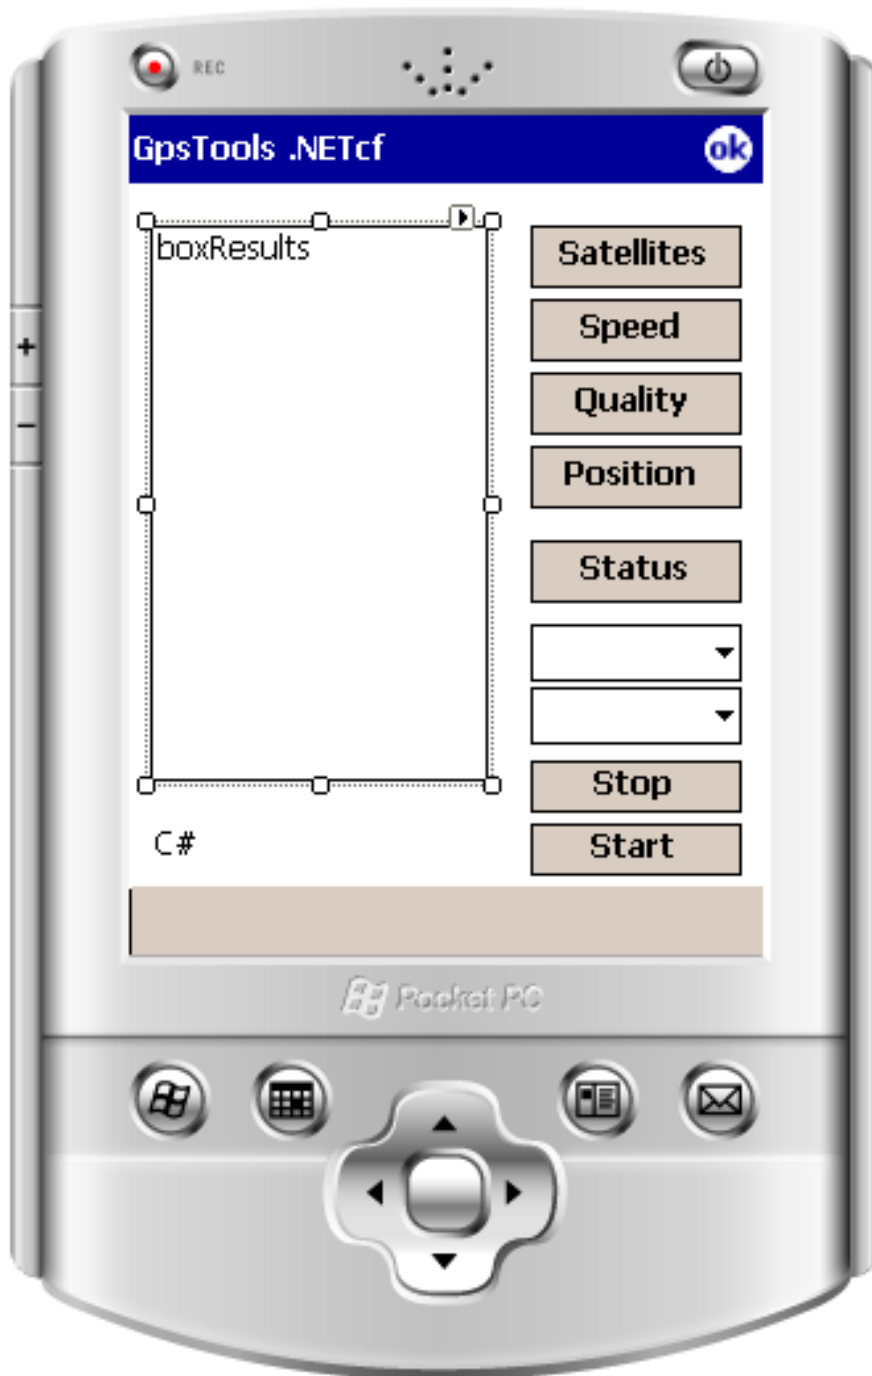 REC
GpsTools .NETcf
ok
boxResults
Satellites
Speed
Quality
Position
Status
Stop
C#
Start
Pocket PC
+
-